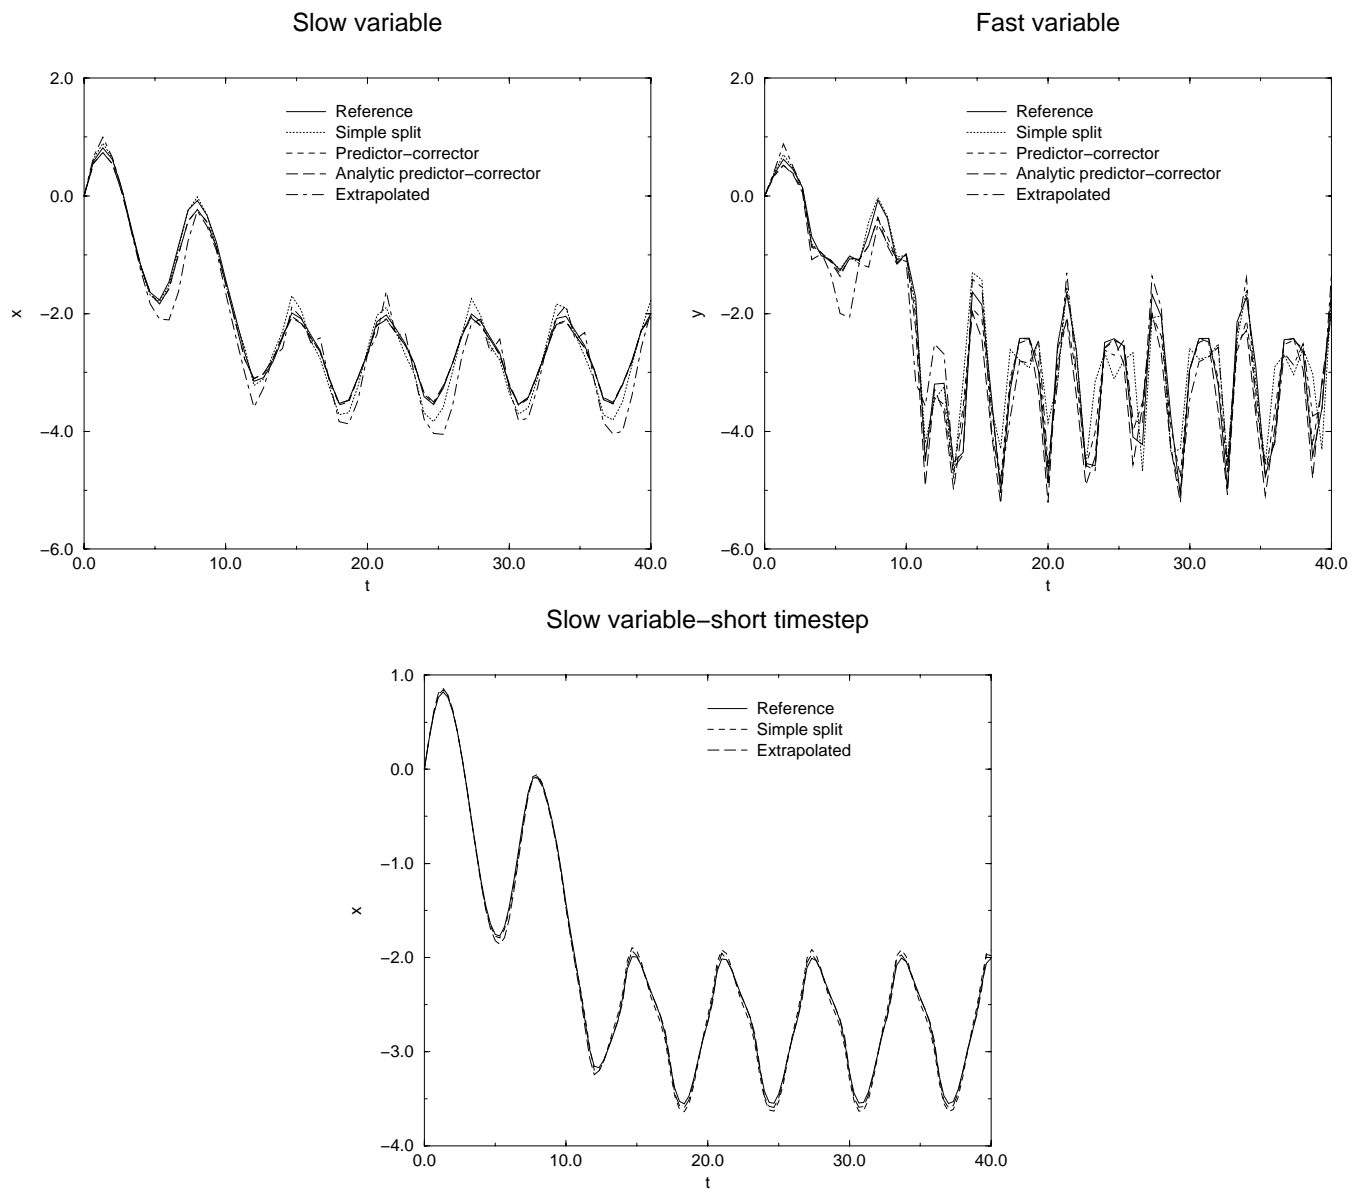 Slow variable
2.0
0.0
−2.0
−4.0
−6.0
x
0.0 10.0 20.0 30.0 40.0
t
Reference
Simple split
Predictor−corrector
Analytic predictor−corrector
Extrapolated
Fast variable
2.0
0.0
−2.0
−4.0
−6.0
y
0.0 10.0 20.0 30.0 40.0
t
Reference
Simple split
Predictor−corrector
Analytic predictor−corrector
Extrapolated
Slow variable−short timestep
1.0
0.0
−1.0
−2.0
−3.0
−4.0
x
0.0 10.0 20.0 30.0 40.0
t
Reference
Simple split
Extrapolated